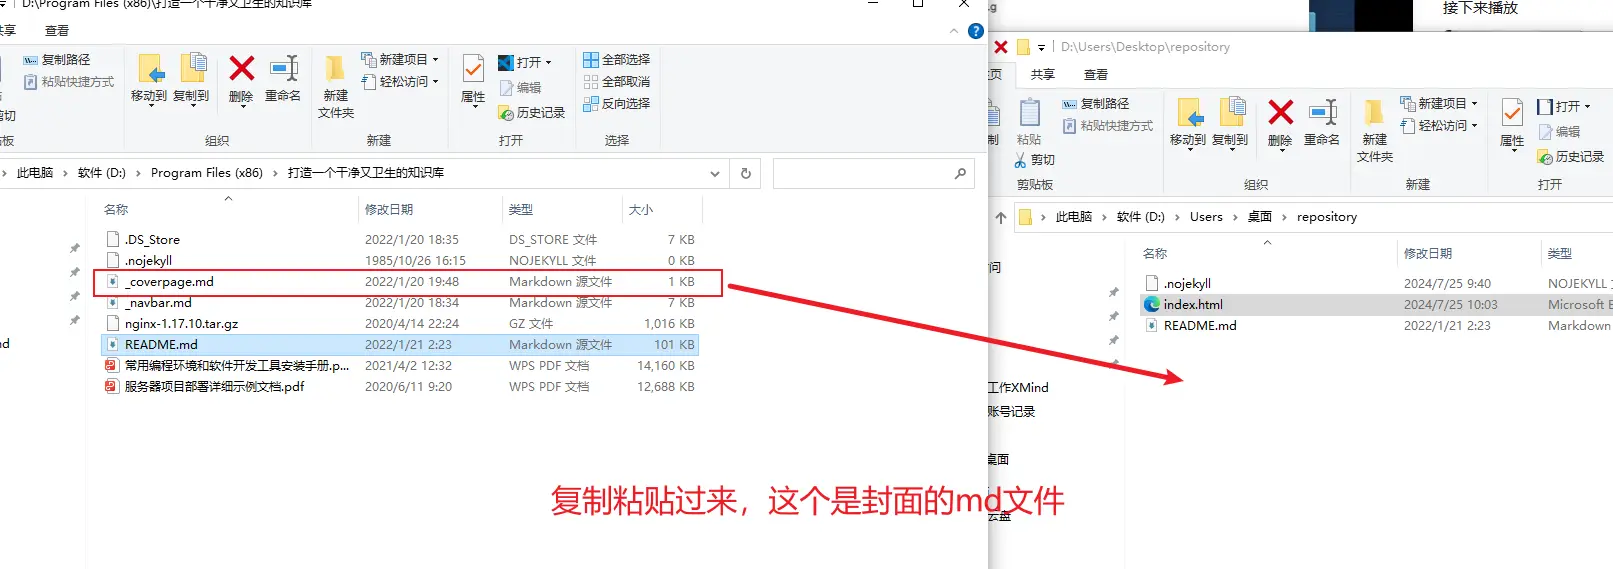 D:\Program Files (x86)\打造一个干净又卫生的知识库
共享
查看
复制路径
粘贴快捷方式
剪切
移动到
复制到
删除
重命名
新建
文件夹
新建项目
轻松访问
属性
打开
编辑
历史记录
全部选择
全部取消
反向选择
组织
新建
打开
选择
此电脑 > 软件 (D:) > Program Files (x86) > 打造一个干净又卫生的知识库
名称 修改日期 类型 大小
.DS_Store 2022/1/20 18:35 DS_STORE 文件 7 KB
.nojekyll 1985/10/26 16:15 NOJEKYLL 文件 0 KB
_coverpage.md 2022/1/20 19:48 Markdown 源文件 1 KB
_navbar.md 2022/1/20 18:34 Markdown 源文件 7 KB
nginx-1.17.10.tar.gz 2020/4/14 22:24 GZ 文件 1,016 KB
README.md 2022/1/21 2:23 Markdown 源文件 101 KB
常用编程环境和软件开发工具安装手册.p... 2021/4/2 12:32 WPS PDF 文档 14,160 KB
服务器项目部署详细示例文档.pdf 2020/6/11 9:20 WPS PDF 文档 12,688 KB
复制粘贴过来，这个是封面的md文件
接下来播放
D:\Users\Desktop\repository
共享
查看
粘贴
复制路径
粘贴快捷方式
剪切
剪贴板
移动到
复制到
删除
重命名
组织
新建
文件夹
新建项目
轻松访问
新建
属性
打开
编辑
历史记录
打开
此电脑 > 软件 (D:) > Users > 桌面 > repository
名称 修改日期 类型
.nojekyll 2024/7/25 9:40 NOJEKYLL
index.html 2024/7/25 10:03 Microsoft E
README.md 2022/1/21 2:23 Markdown
工作XMind
账号记录
桌面
云盘